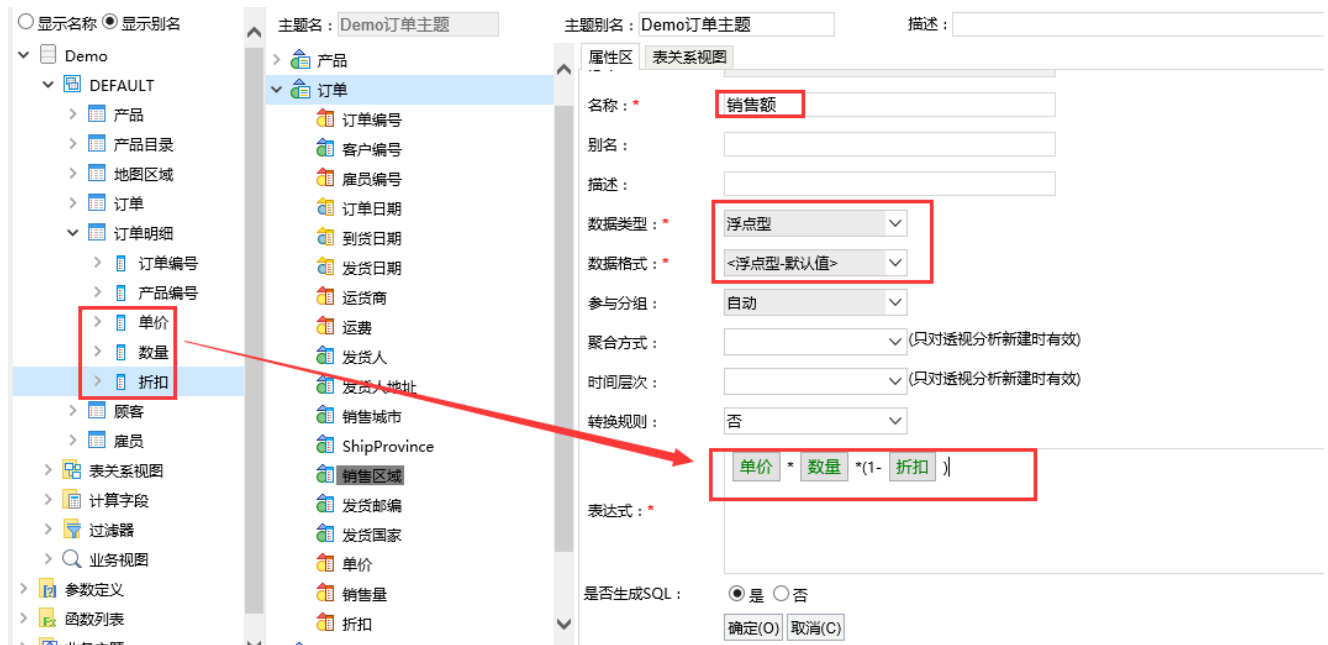 显示名称 显示别名
Demo
DEFAULT
产品
产品目录
地图区域
订单
订单明细
订单编号
产品编号
单价
数量
折扣
顾客
雇员
表关系视图
计算字段
过滤器
业务视图
参数定义
函数列表
主题名：Demo订单主题 主题别名：Demo订单主题 描述：
产品
订单
订单编号
客户编号
雇员编号
订单日期
到货日期
发货日期
运货商
运费
发货人
发货人地址
销售城市
ShipProvince
销售区域
发货邮编
发货国家
单价
销售量
折扣
属性区 表关系视图
名称：* 销售额
别名：
描述：
数据类型：* 浮点型
数据格式：* <浮点型-默认值>
参与分组： 自动
聚合方式： (只对透视分析新建时有效)
时间层次： (只对透视分析新建时有效)
转换规则： 否
单价 * 数量 *(1- 折扣 )
表达式：*
是否生成SQL： 是 否
确定(O) 取消(C)